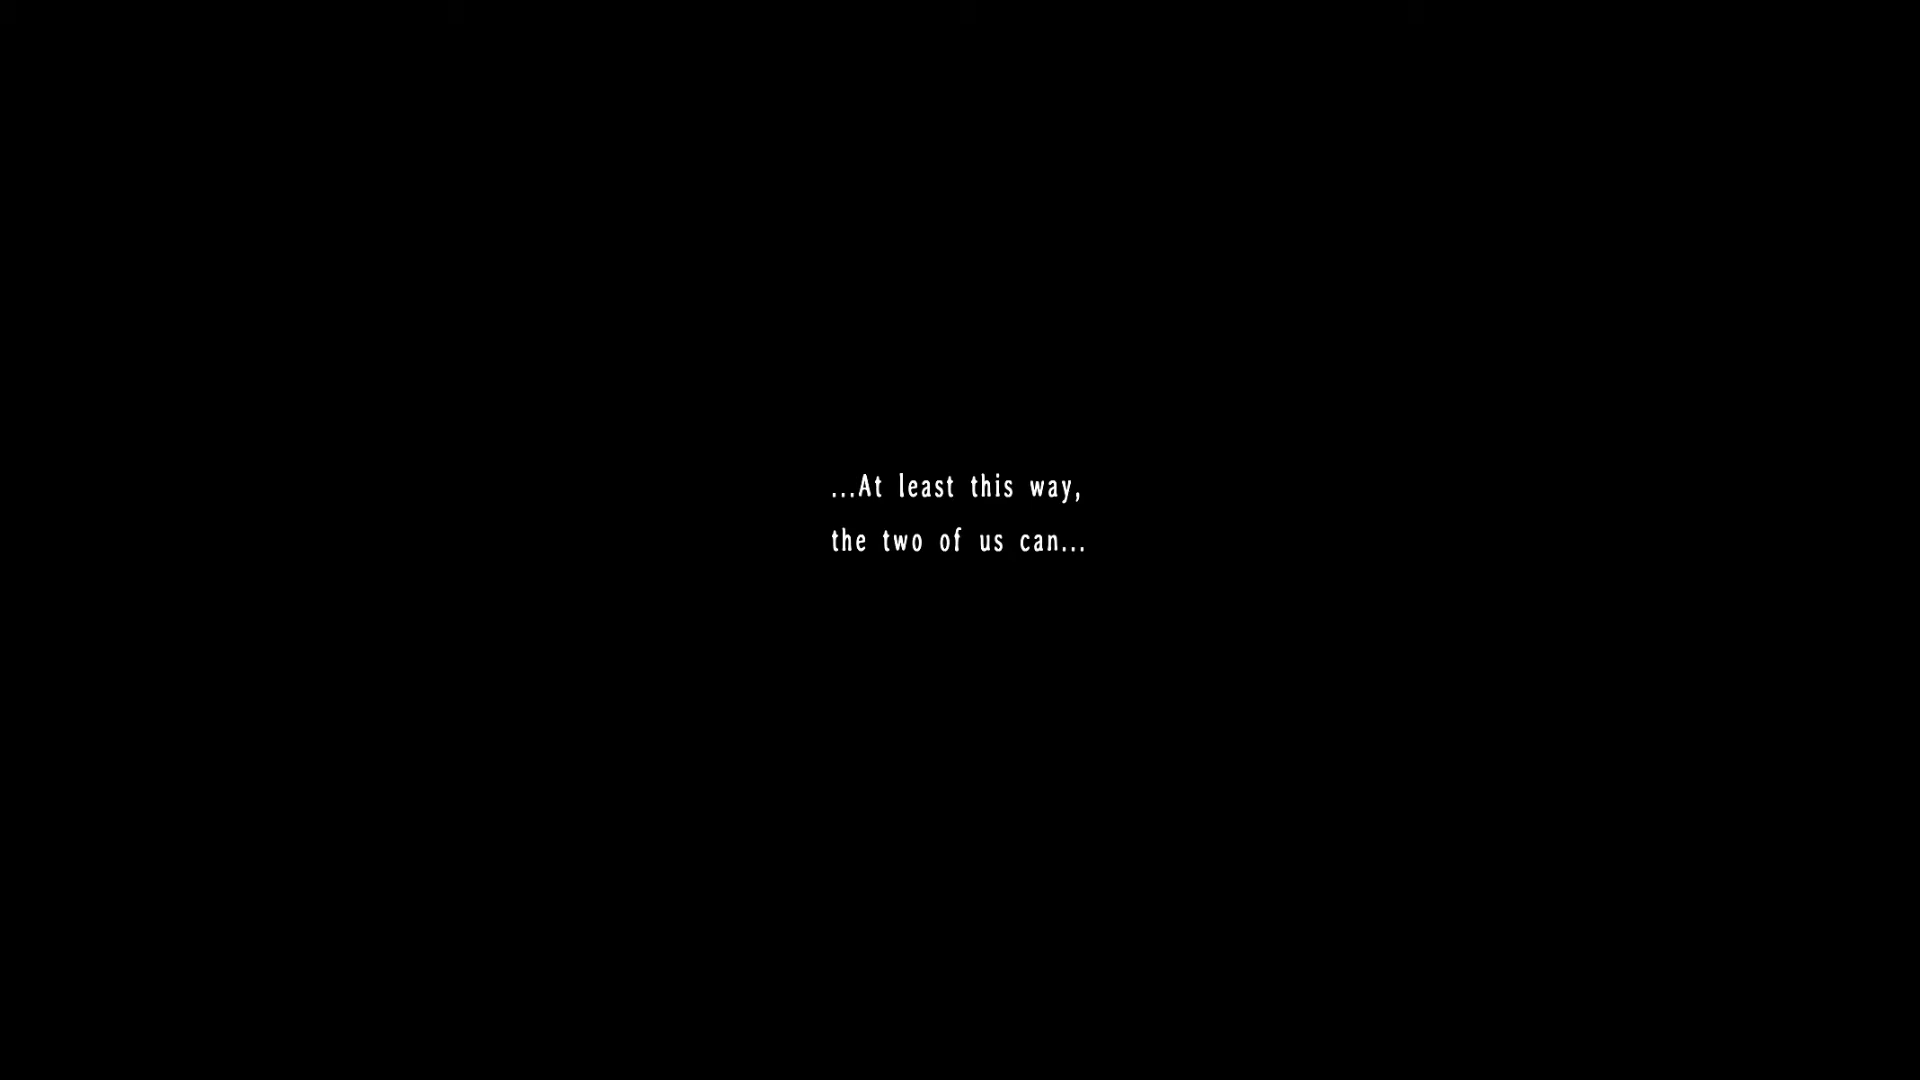 ...At least this way,
the two of us can...